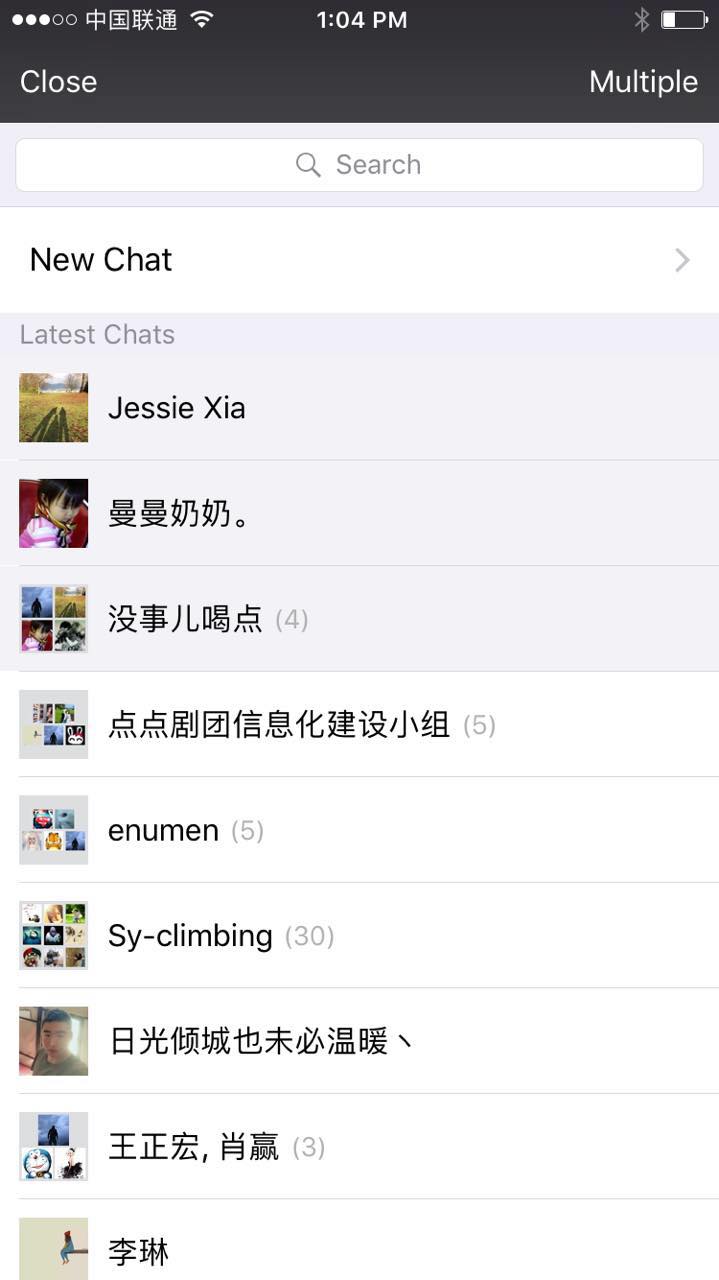 中国联通 1:04 PM
Close Multiple
Search
New Chat
Latest Chats
Jessie Xia
曼曼奶奶。
没事儿喝点 (4)
点点剧团信息化建设小组 (5)
enumen (5)
Sy-climbing (30)
日光倾城也未必温暖丶
王正宏, 肖赢 (3)
李琳